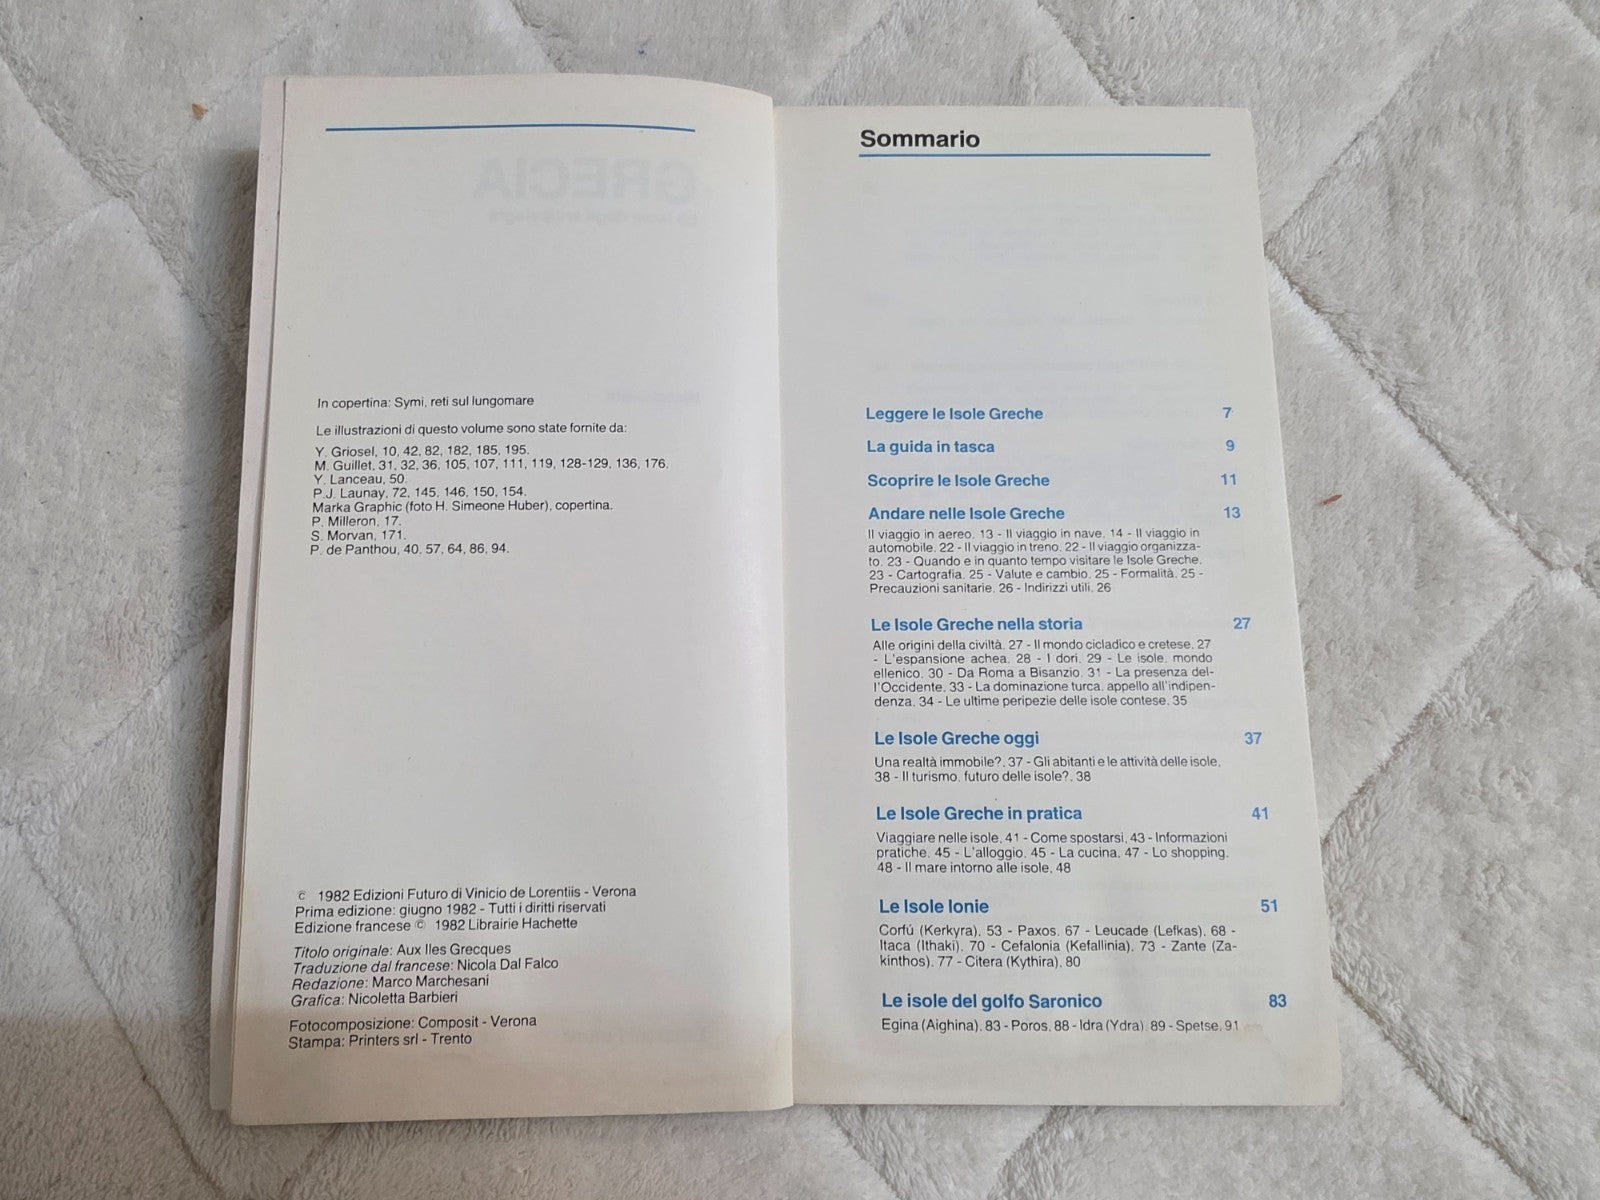 In copertina: Symi, reti sul lungomare
Le illustrazioni di questo volume sono state fornite da:
Y. Griosel, 10, 42, 82, 182, 185, 195.
M. Guillet, 31, 32, 36, 105, 107, 111, 119, 128-129, 136, 176.
Y. Lanceau, 50.
P.J. Launay, 72, 145, 146, 150, 154.
Marka Graphic (foto H. Simeone Huber), copertina.
P. Milleron, 17.
S. Morvan, 171.
P. de Panthou, 40, 57, 64, 86, 94.
© 1982 Edizioni Futuro di Vinicio de Lorentiis - Verona
Prima edizione: giugno 1982 - Tutti i diritti riservati
Edizione francese © 1982 Librairie Hachette
Titolo originale: Aux Iles Grecques
Traduzione dal francese: Nicola Dal Falco
Redazione: Marco Marchesani
Grafica: Nicoletta Barbieri
Fotocomposizione: Composit - Verona
Stampa: Printers srl - Trento
Sommario
Leggere le Isole Greche 7
La guida in tasca 9
Scoprire le Isole Greche 11
Andare nelle Isole Greche 13
Il viaggio in aereo, 13 - Il viaggio in nave, 14 - Il viaggio in
automobile, 22 - Il viaggio in treno, 22 - Il viaggio organizza-
to, 23 - Quando e in quanto tempo visitare le Isole Greche,
23 - Cartografia, 25 - Valute e cambio, 25 - Formalità, 25 -
Precauzioni sanitarie, 26 - Indirizzi utili, 26
Le Isole Greche nella storia 27
Alle origini della civiltà, 27 - Il mondo cicladico e cretese, 27
- L'espansione achea, 28 - I dori, 29 - Le isole, mondo
ellenico, 30 - Da Roma a Bisanzio, 31 - La presenza del-
l'Occidente, 33 - La dominazione turca, appello all'indipen-
denza, 34 - Le ultime peripezie delle isole contese, 35
Le Isole Greche oggi 37
Una realtà immobile?, 37 - Gli abitanti e le attività delle isole,
38 - Il turismo, futuro delle isole?, 38
Le Isole Greche in pratica 41
Viaggiare nelle isole, 41 - Come spostarsi, 43 - Informazioni
pratiche, 45 - L'alloggio, 45 - La cucina, 47 - Lo shopping,
48 - Il mare intorno alle isole, 48
Le Isole Ionie 51
Corfú (Kerkyra), 53 - Paxos, 67 - Leucade (Lefkas), 68 -
Itaca (Ithaki), 70 - Cefalonia (Kefallinia), 73 - Zante (Za-
kinthos), 77 - Citera (Kythira), 80
Le isole del golfo Saronico 83
Egina (Aighina), 83 - Poros, 88 - Idra (Ydra), 89 - Spetse, 91